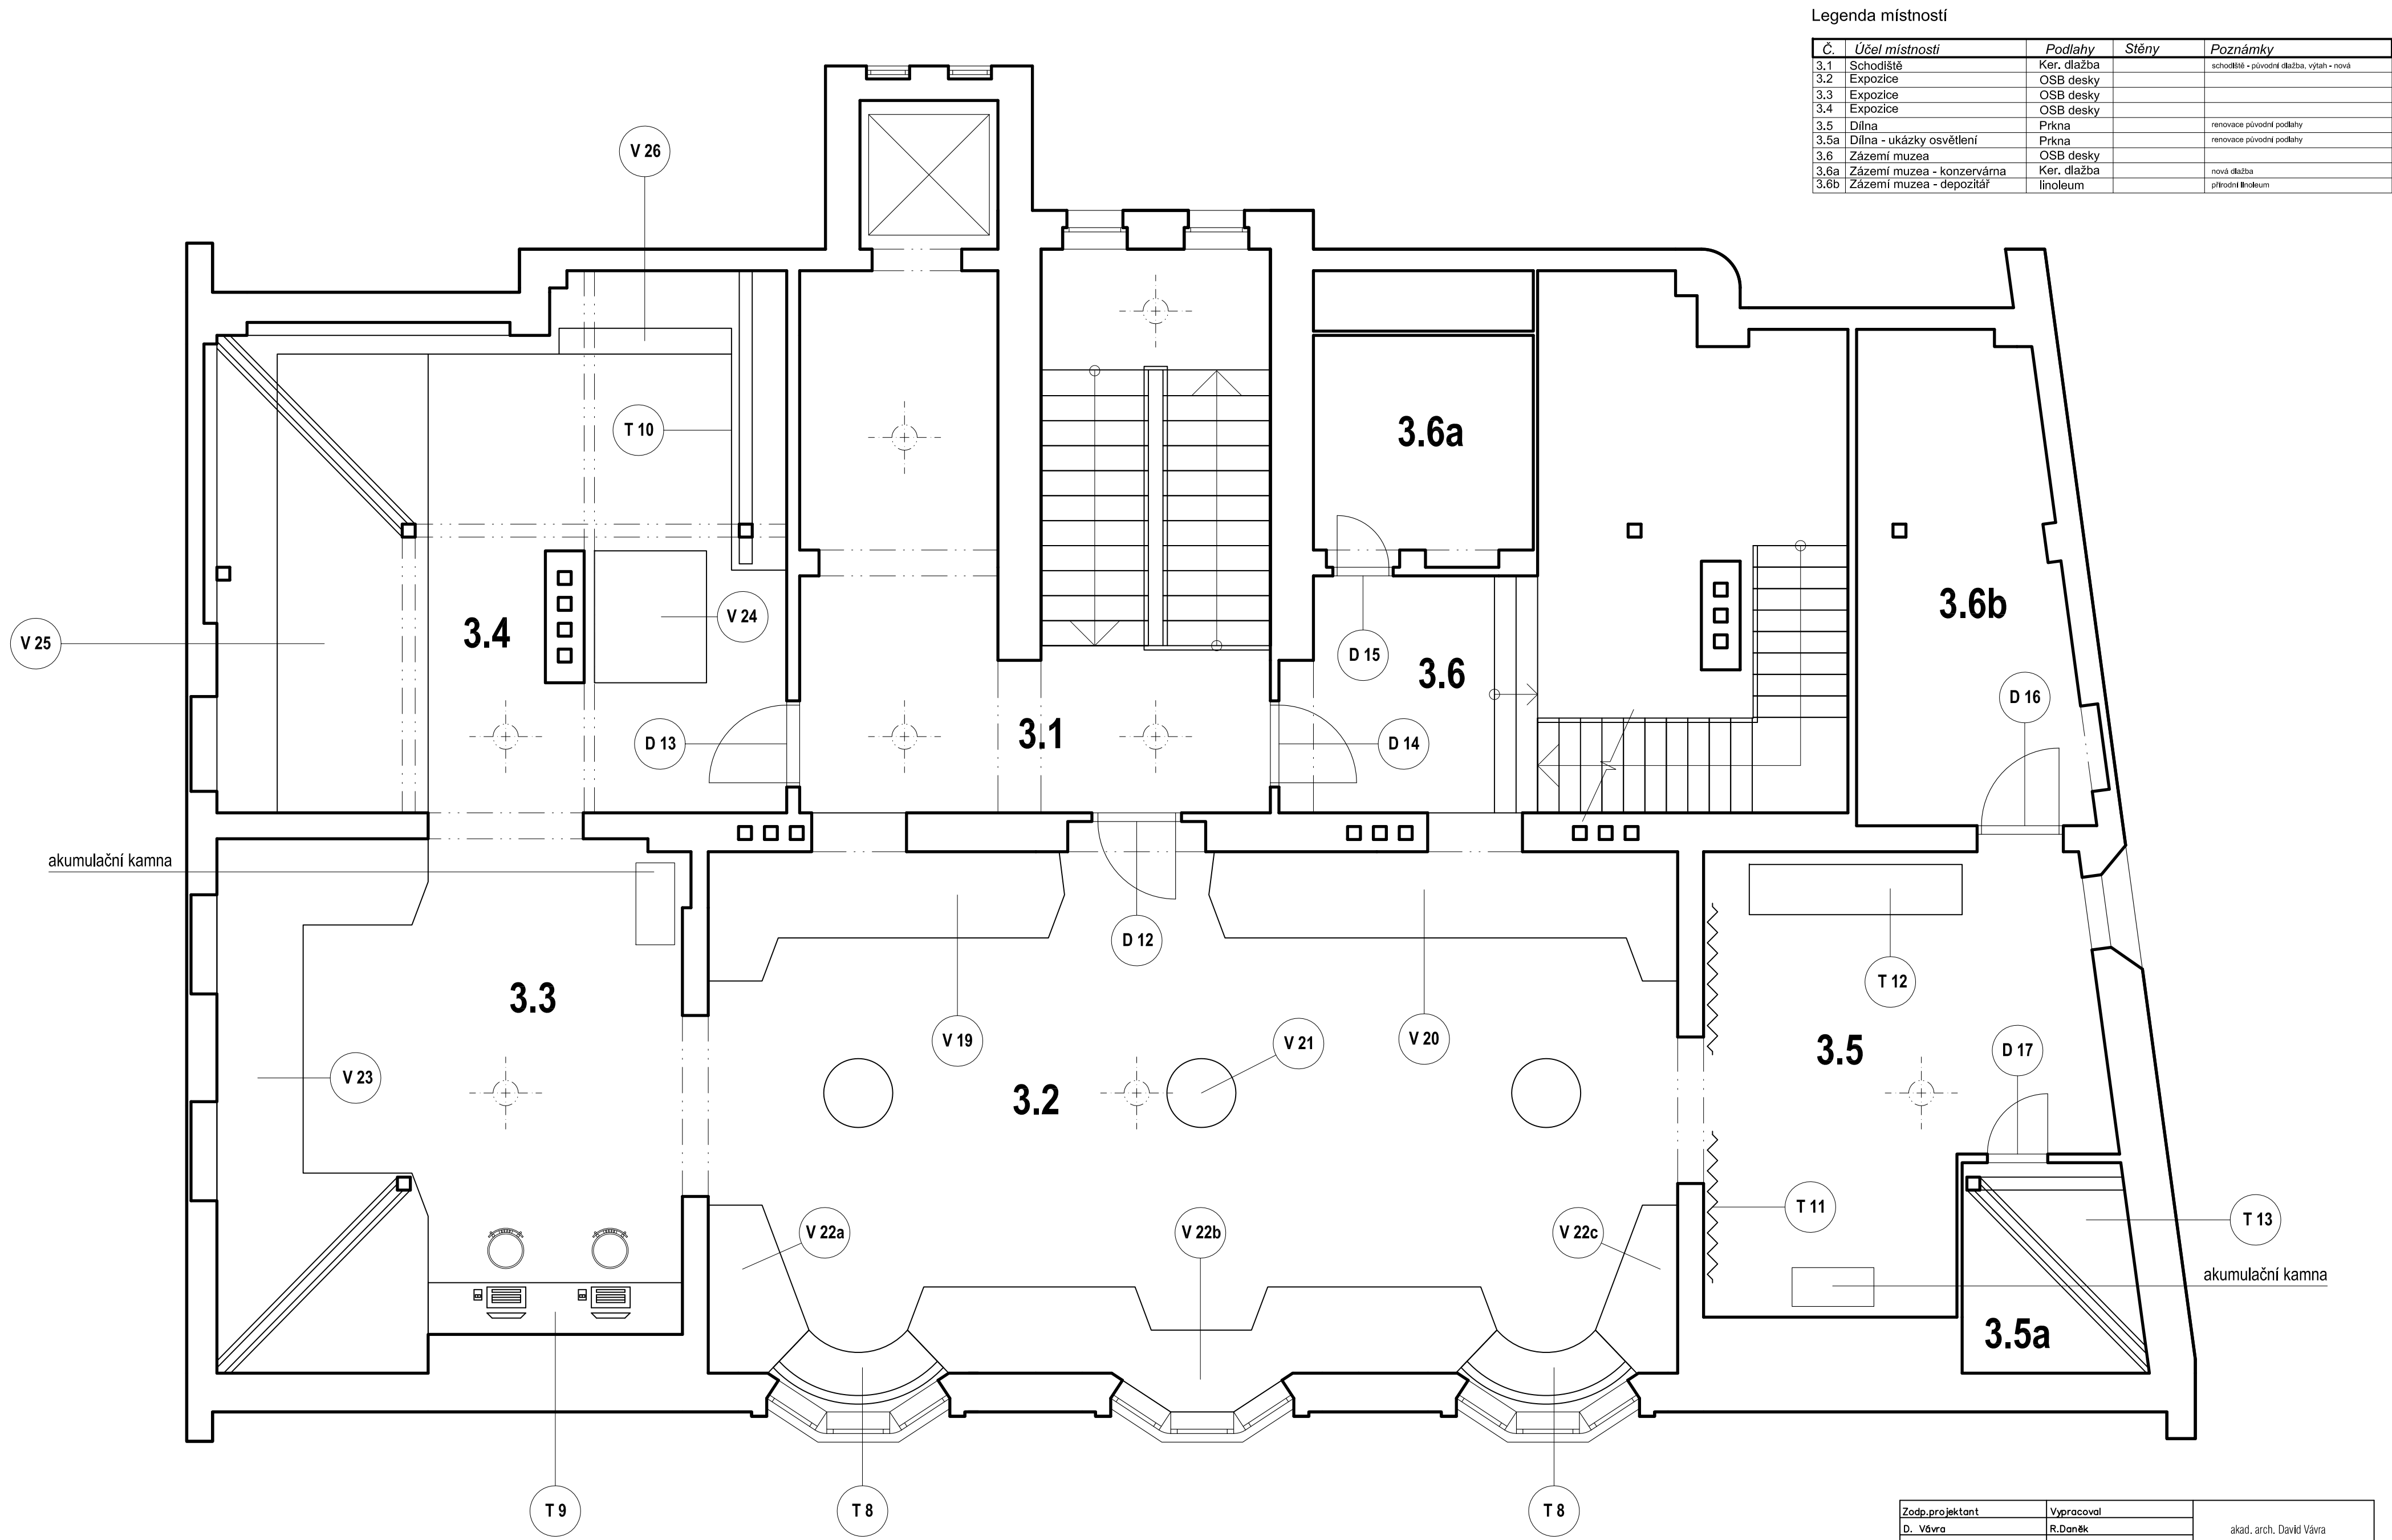 Legenda místností
Č. Účel místnosti Podlahy Stěny Poznámky
3.1 Schodiště Ker. dlažba schodiště - původní dlažba, výtah - nová
3.2 Expozice OSB desky
3.3 Expozice OSB desky
3.4 Expozice OSB desky
3.5 Dílna Prkna renovace původní podlahy
3.5a Dílna - ukázky osvětlení Prkna renovace původní podlahy
3.6 Zázemí muzea OSB desky
3.6a Zázemí muzea - konzervárna Ker. dlažba nová dlažba
3.6b Zázemí muzea - depozitář linoleum přírodní linoleum
V 26
T 10
3.6a
V 25
3.4
V 24
D 15
3.6
3.6b
D 16
D 13
3.1
D 14
akumulační kamna
D 12
3.3
T 12
V 19
V 21
V 20
3.5
D 17
V 23
3.2
T 11
T 13
V 22a
V 22b
V 22c
akumulační kamna
3.5a
T 9
T 8
T 8
Zodp.projektant Vypracoval
D. Vávra R.Daněk
akad. arch. David Vávra